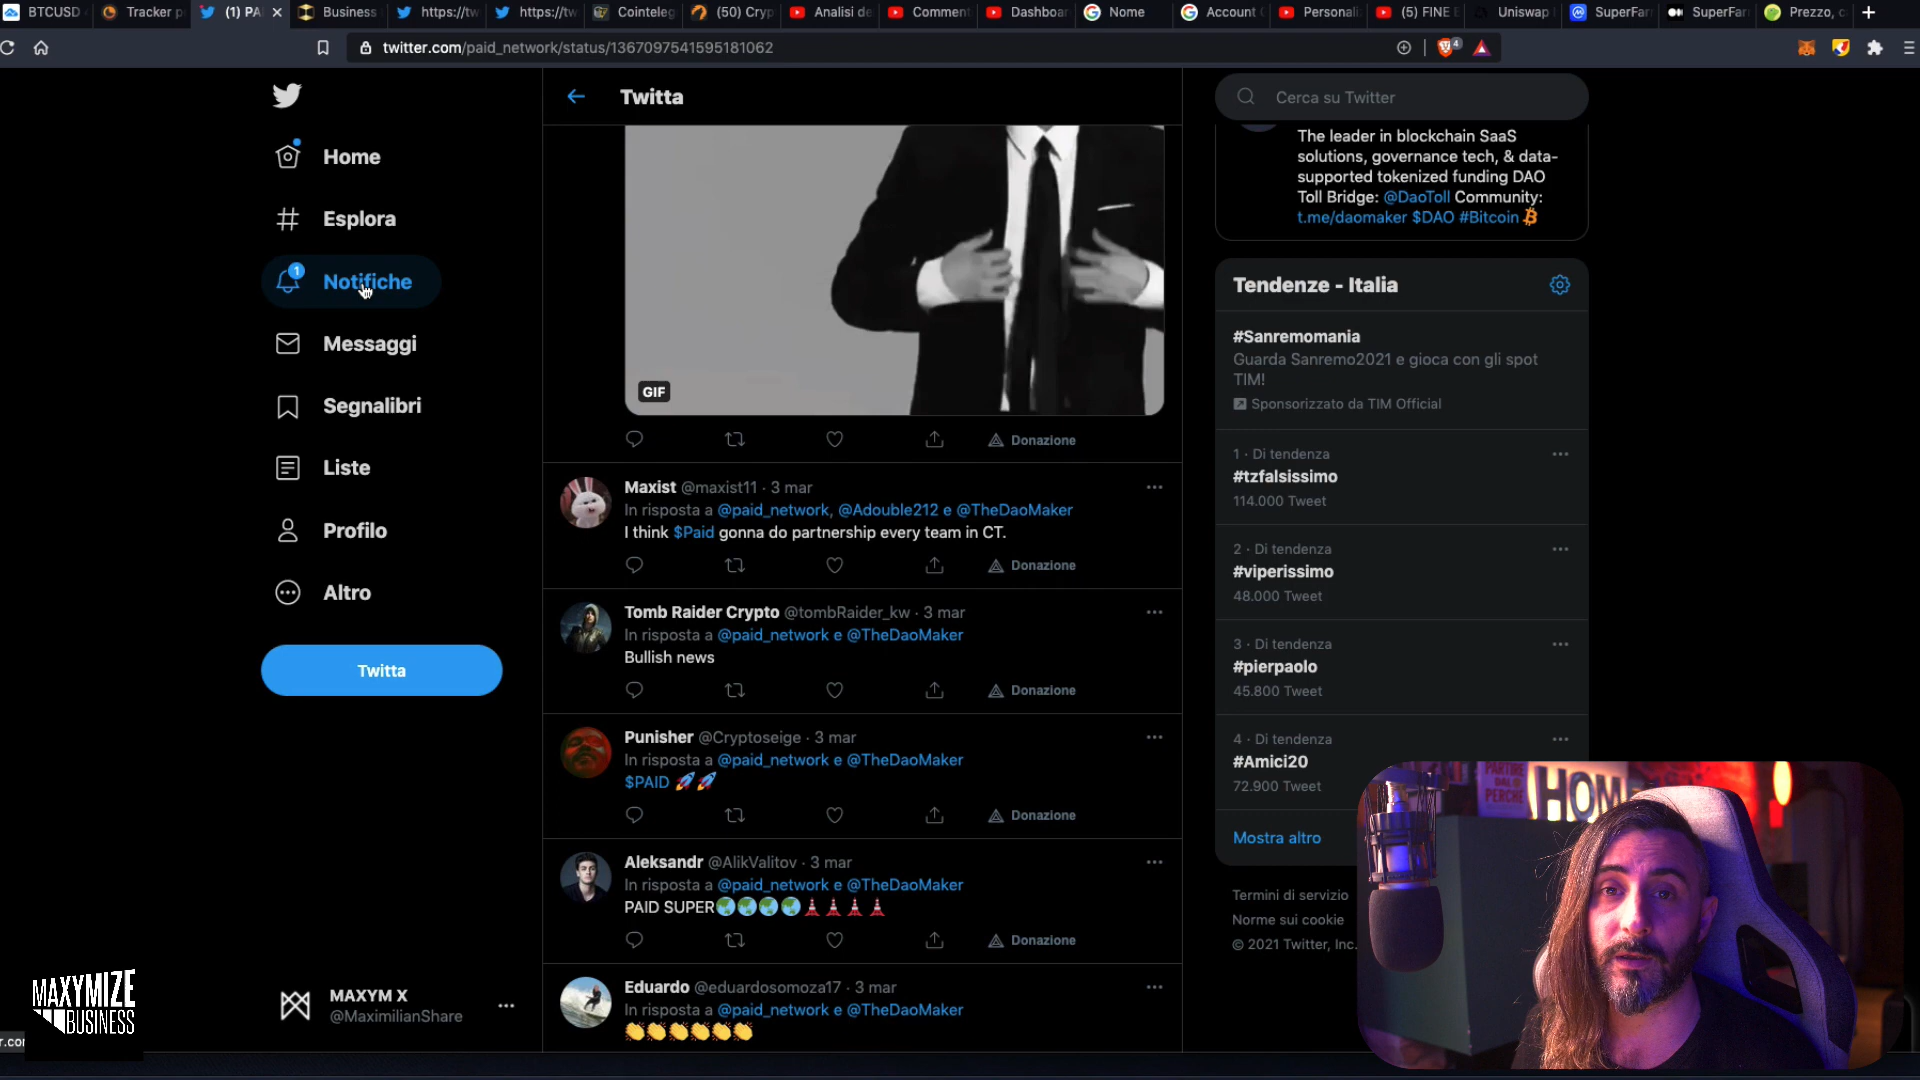 BTCUSD
Tracker p
(1) PA
Business
https://tw
https://tw
Cointeleg
(50) Cryp
Analisi de
Comment
Dashboar
Nome
Account
Personali
(5) FINE
Uniswap
SuperFar
SuperFar
Prezzo, c
twitter.com/paid_network/status/1367097541595181062
4
Home
Esplora
1
Notifiche
Messaggi
Segnalibri
Liste
Profilo
Altro
Twitta
MAXYM X
@MaximilianShare
MAXYMIZE
BUSINESS
r.co
Twitta
GIF
Donazione
Maxist @maxist11 · 3 mar
In risposta a @paid_network, @Adouble212 e @TheDaoMaker
I think $Paid gonna do partnership every team in CT.
Donazione
Tomb Raider Crypto @tombRaider_kw · 3 mar
In risposta a @paid_network e @TheDaoMaker
Bullish news
Donazione
Punisher @Cryptoseige · 3 mar
In risposta a @paid_network e @TheDaoMaker
$PAID 🚀🚀
Donazione
Aleksandr @AlikValitov · 3 mar
In risposta a @paid_network e @TheDaoMaker
PAID SUPER🌏🌏🌏🌏🗼🗼🗼🗼
Donazione
Eduardo @eduardosomoza17 · 3 mar
In risposta a @paid_network e @TheDaoMaker
👏👏👏👏👏👏
Cerca su Twitter
The leader in blockchain SaaS
solutions, governance tech, & data-
supported tokenized funding DAO
Toll Bridge: @DaoToll Community:
t.me/daomaker $DAO #Bitcoin
Tendenze - Italia
#Sanremomania
Guarda Sanremo2021 e gioca con gli spot
TIM!
Sponsorizzato da TIM Official
1 · Di tendenza
#tzfalsissimo
114.000 Tweet
2 · Di tendenza
#viperissimo
48.000 Tweet
3 · Di tendenza
#pierpaolo
45.800 Tweet
4 · Di tendenza
#Amici20
72.900 Tweet
Mostra altro
Termini di servizio
Norme sui cookie
© 2021 Twitter, Inc.
PARTIRE
DAL
PERCHÉ
HOM